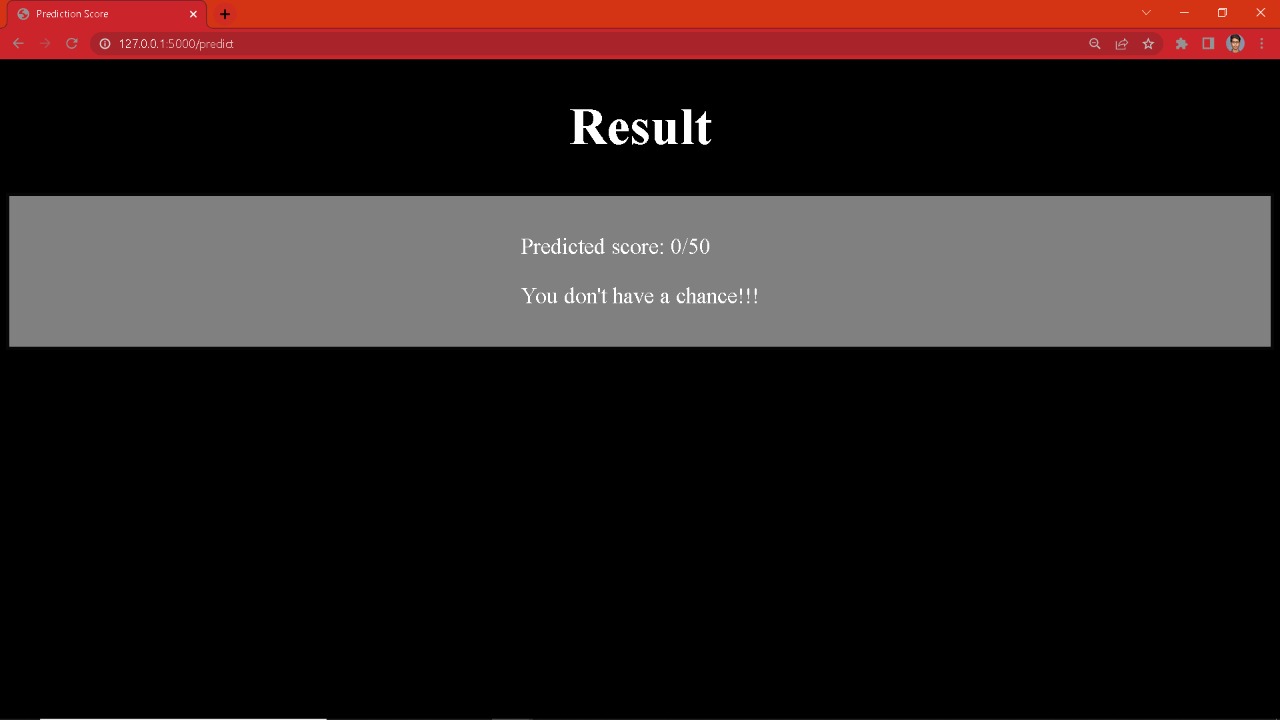 Prediction Score
127.0.0.1:5000/predict
Result
Predicted score: 0/50
You don't have a chance!!!